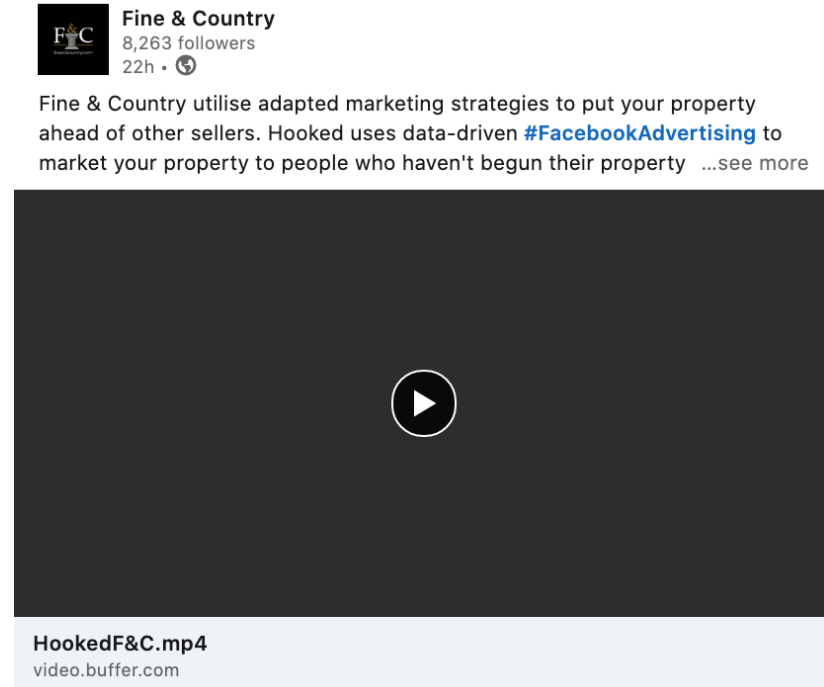 F&C
Fine & Country
8,263 followers
22h •
Fine & Country utilise adapted marketing strategies to put your property
ahead of other sellers. Hooked uses data-driven #FacebookAdvertising to
market your property to people who haven't begun their property ...see more
HookedF&C.mp4
video.buffer.com